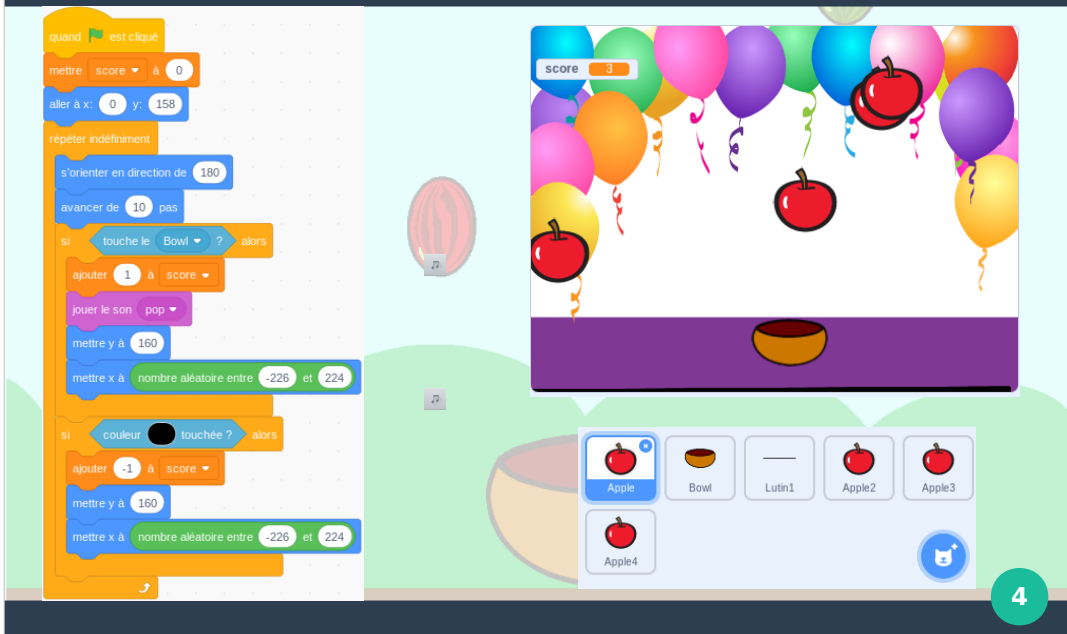 quand est cliqué
mettre score à 0
aller à x: 0 y: 158
répéter indéfiniment
s'orienter en direction de 180
avancer de 10 pas
si touche le Bowl ? alors
ajouter 1 à score
jouer le son pop
mettre y à 160
mettre x à nombre aléatoire entre -226 et 224
si couleur touchée ? alors
ajouter -1 à score
mettre y à 160
mettre x à nombre aléatoire entre -226 et 224
score 3
Apple Bowl Lutin1 Apple2 Apple3
Apple4
4